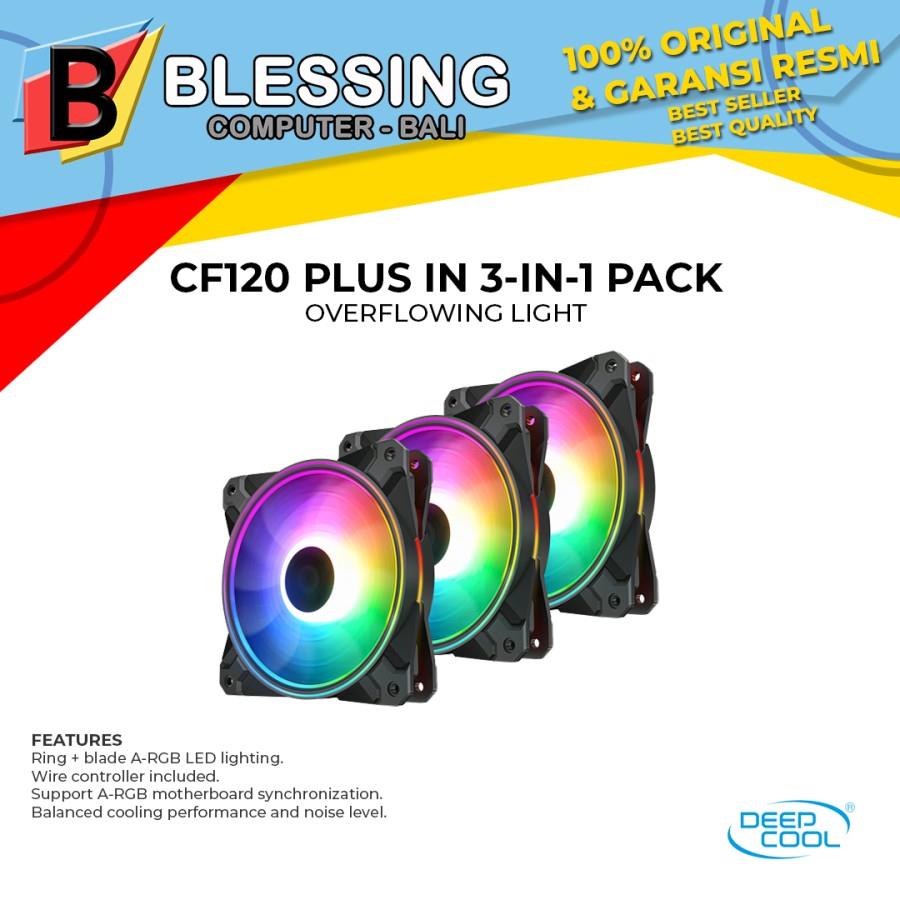 B
BLESSING
COMPUTER - BALI
100% ORIGINAL
& GARANSI RESMI
BEST SELLER
BEST QUALITY
CF120 PLUS IN 3-IN-1 PACK
OVERFLOWING LIGHT
FEATURES
Ring + blade A-RGB LED lighting.
Wire controller included.
Support A-RGB motherboard synchronization.
Balanced cooling performance and noise level.
DEEP
COOL®